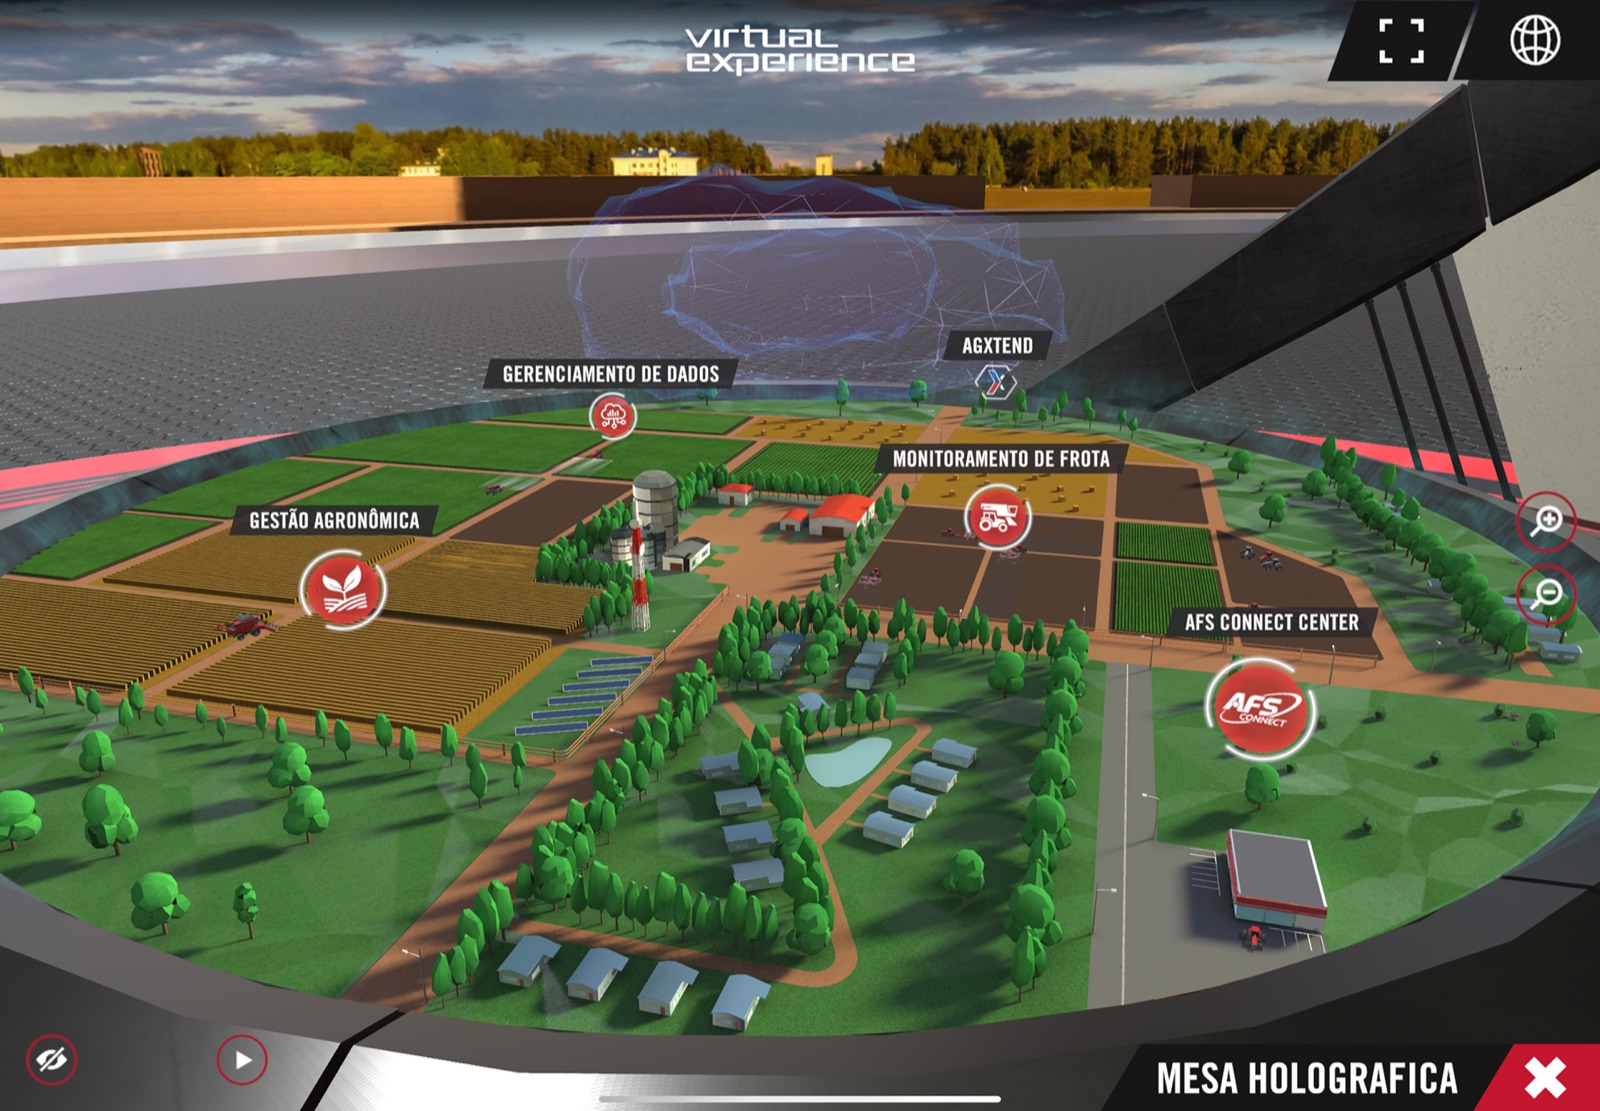 virtual
experience
AGXTEND
GERENCIAMENTO DE DADOS
MONITORAMENTO DE FROTA
GESTÃO AGRONÔMICA
AFS CONNECT CENTER
AFS
CONNECT
MESA HOLOGRAFICA